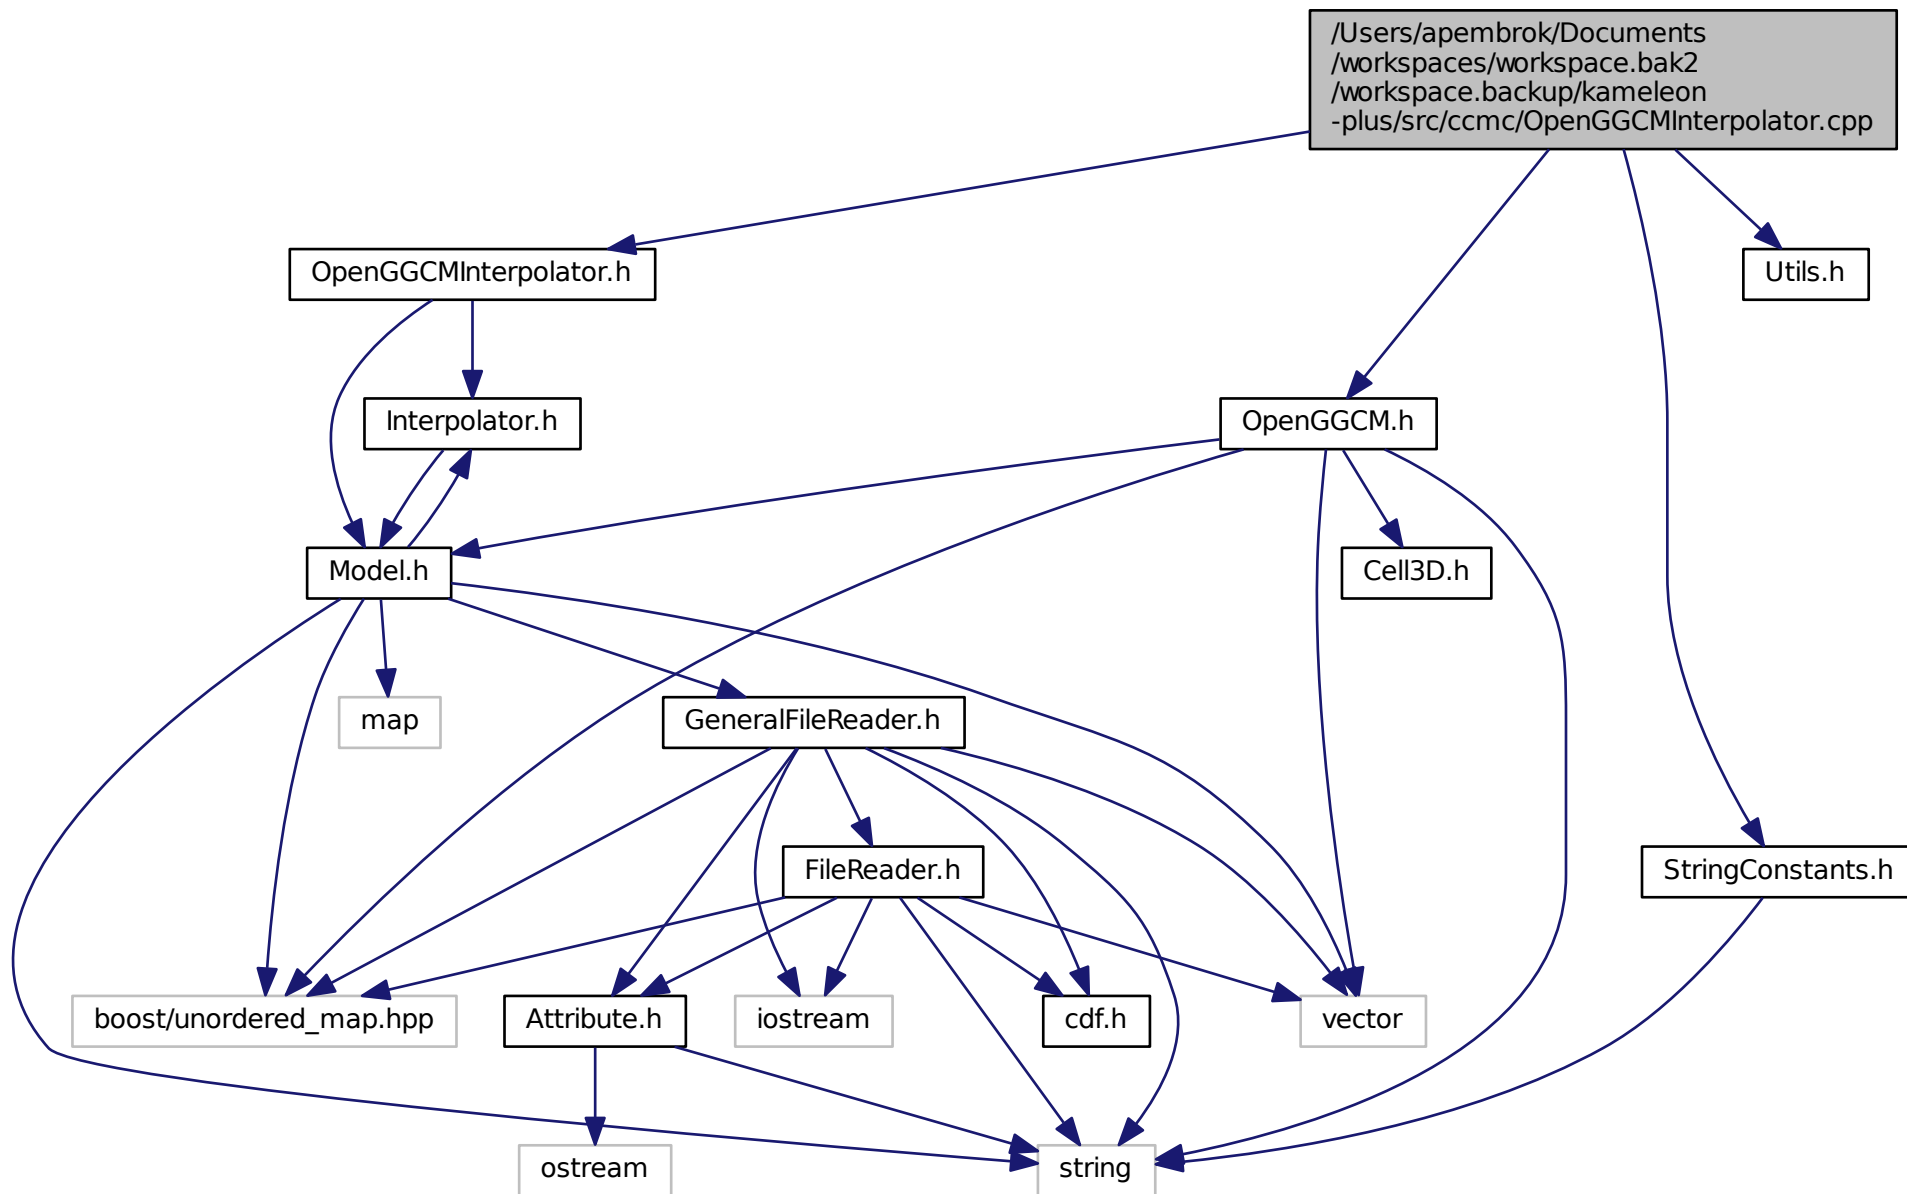 /Users/apembrok/Documents
/workspaces/workspace.bak2
/workspace.backup/kameleon
-plus/src/ccmc/OpenGGCMInterpolator.cpp
OpenGGCMInterpolator.h
Utils.h
Interpolator.h
OpenGGCM.h
Model.h
Cell3D.h
map
GeneralFileReader.h
FileReader.h
StringConstants.h
boost/unordered_map.hpp
Attribute.h
iostream
cdf.h
vector
ostream
string